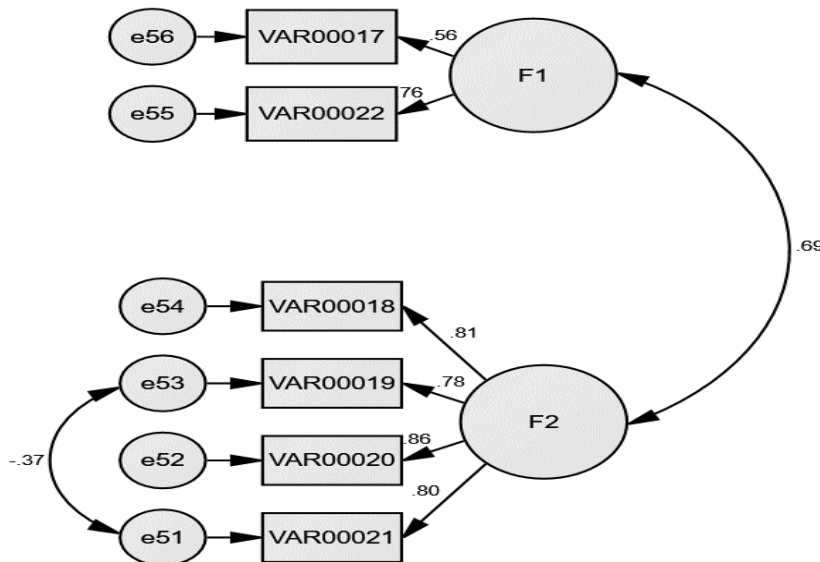 e56
VAR00017
.56
F1
e55
VAR00022
76
.69
e54
VAR00018
.81
e53
VAR00019
.78
F2
-.37
e52
VAR00020
.86
e51
VAR00021
.80